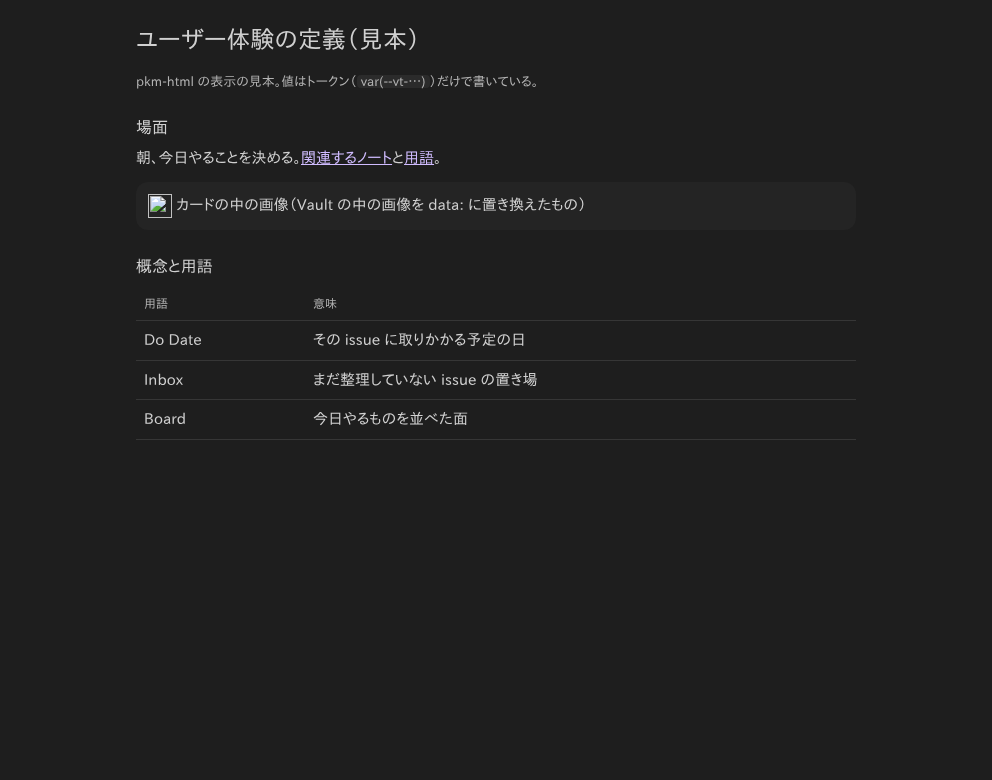 ユーザー体験の定義（見本）
pkm-html の表示の見本。値はトークン（ var(--vt-…) ）だけで書いている。
場面
朝、今日やることを決める。関連するノートと用語。
カードの中の画像（Vault の中の画像を data: に置き換えたもの）
概念と用語
用語 意味
Do Date その issue に取りかかる予定の日
Inbox まだ整理していない issue の置き場
Board 今日やるものを並べた面